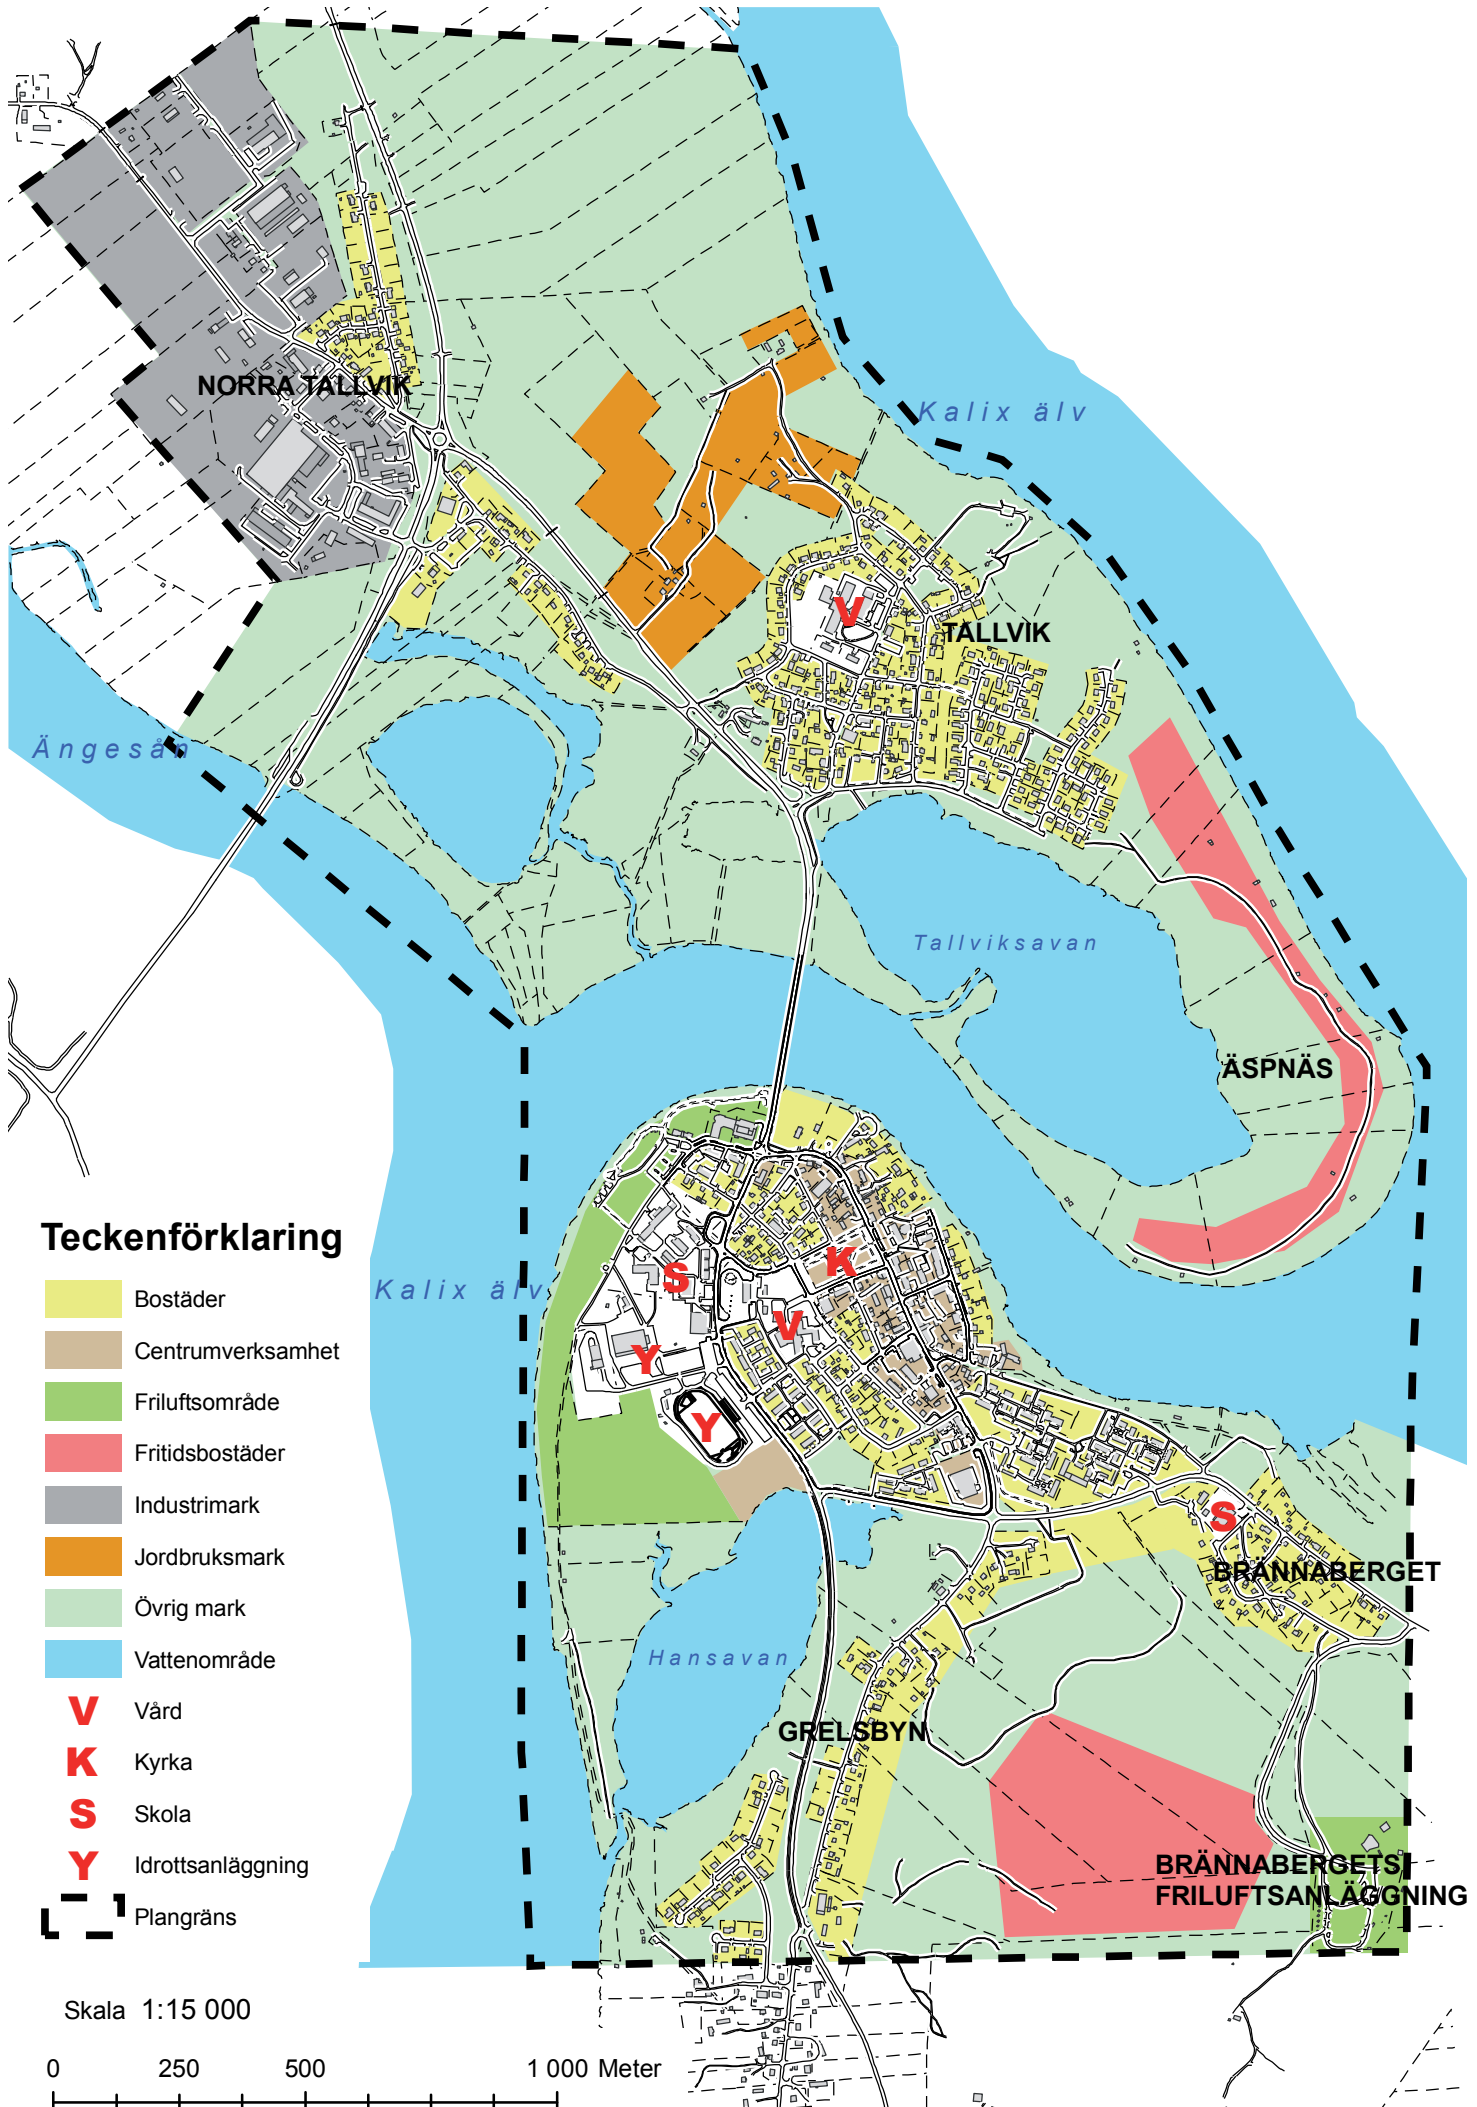 NORRA TALLVIK
Kalix älv
TALLVIK
Ängesån
Tallviksavan
ÄSPNÄS
Kalix älv
K
S
V
Y
Y
V
S
BRÄNNABERGET
Hansavan
GRELSBYN
BRÄNNABERGETS
FRILUFTSANLÄGGNING
Teckenförklaring
Bostäder
Centrumverksamhet
Friluftsområde
Fritidsbostäder
Industrimark
Jordbruksmark
Övrig mark
Vattenområde
V Vård
K Kyrka
S Skola
Y Idrottsanläggning
Plangräns
Skala 1:15 000
0 250 500 1 000 Meter